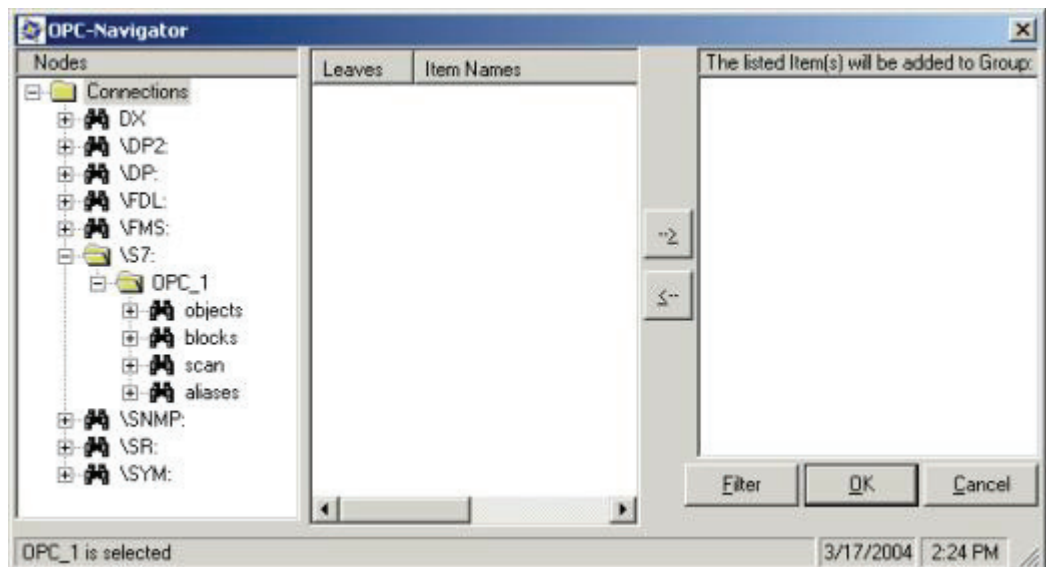 OPC-Navigator
Nodes
Leaves Item Names
The listed Item(s) will be added to Group:
Connections
DX
\DP2:
\DP:
\FDL:
\FMS:
\S7:
OPC_1
objects
blocks
scan
aliases
\SNMP:
\SR:
\SYM:
Filter OK Cancel
OPC_1 is selected
3/17/2004 2:24 PM